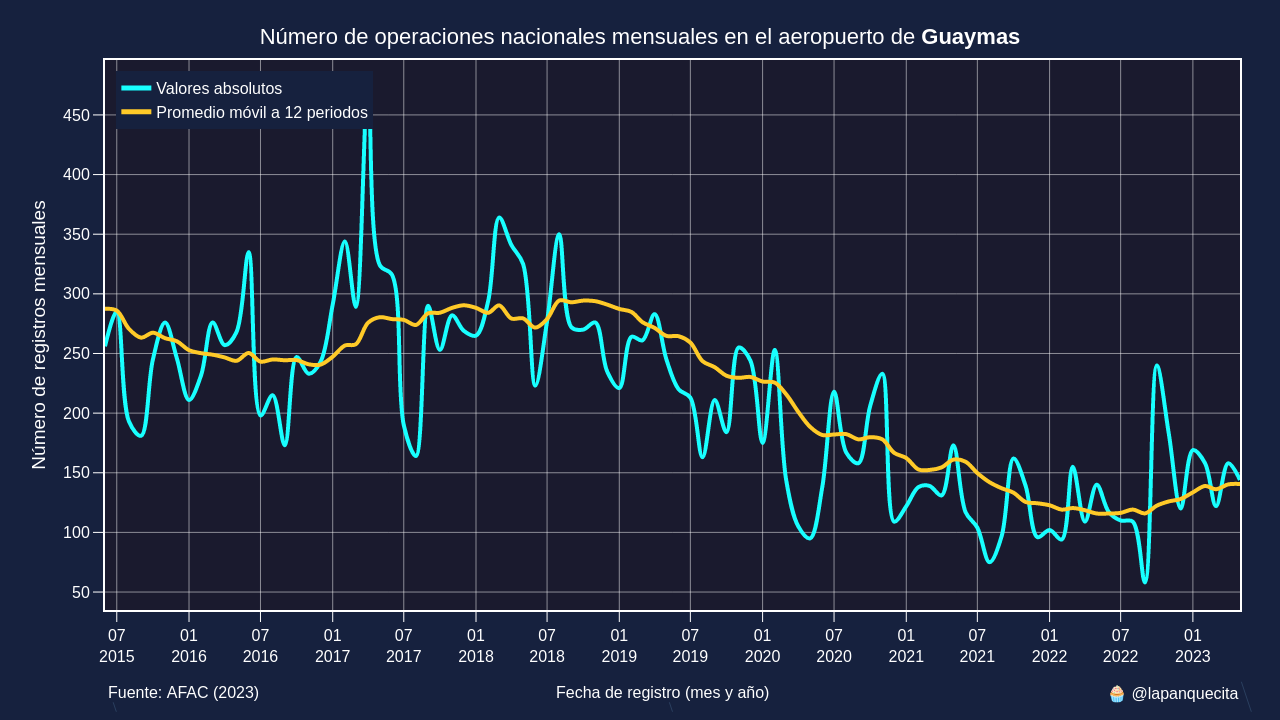 Número de operaciones nacionales mensuales en el aeropuerto de Guaymas
Valores absolutos
Promedio móvil a 12 periodos
Número de registros mensuales
450
400
350
300
250
200
150
100
50
07 01 07 01 07 01 07 01 07 01 07 01 07 01 07 01
2015 2016 2016 2017 2017 2018 2018 2019 2019 2020 2020 2021 2021 2022 2022 2023
Fuente: AFAC (2023) Fecha de registro (mes y año) 🧁 @lapanquecita